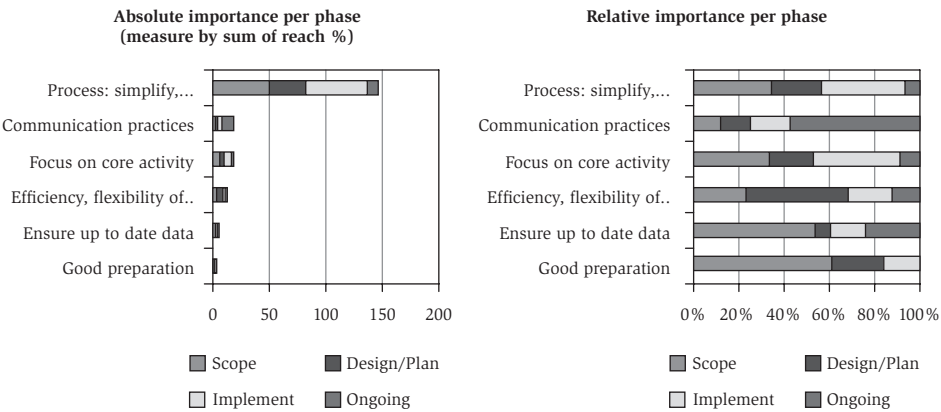 Absolute importance per phase
(measure by sum of reach %)
Process: simplify,...
Communication practices
Focus on core activity
Efficiency, flexibility of..
Ensure up to date data
Good preparation
0 50 100 150 200
Scope Design/Plan
Implement Ongoing
Relative importance per phase
Process: simplify,...
Communication practices
Focus on core activity
Efficiency, flexibility of..
Ensure up to date data
Good preparation
0% 20% 40% 60% 80% 100%
Scope Design/Plan
Implement Ongoing